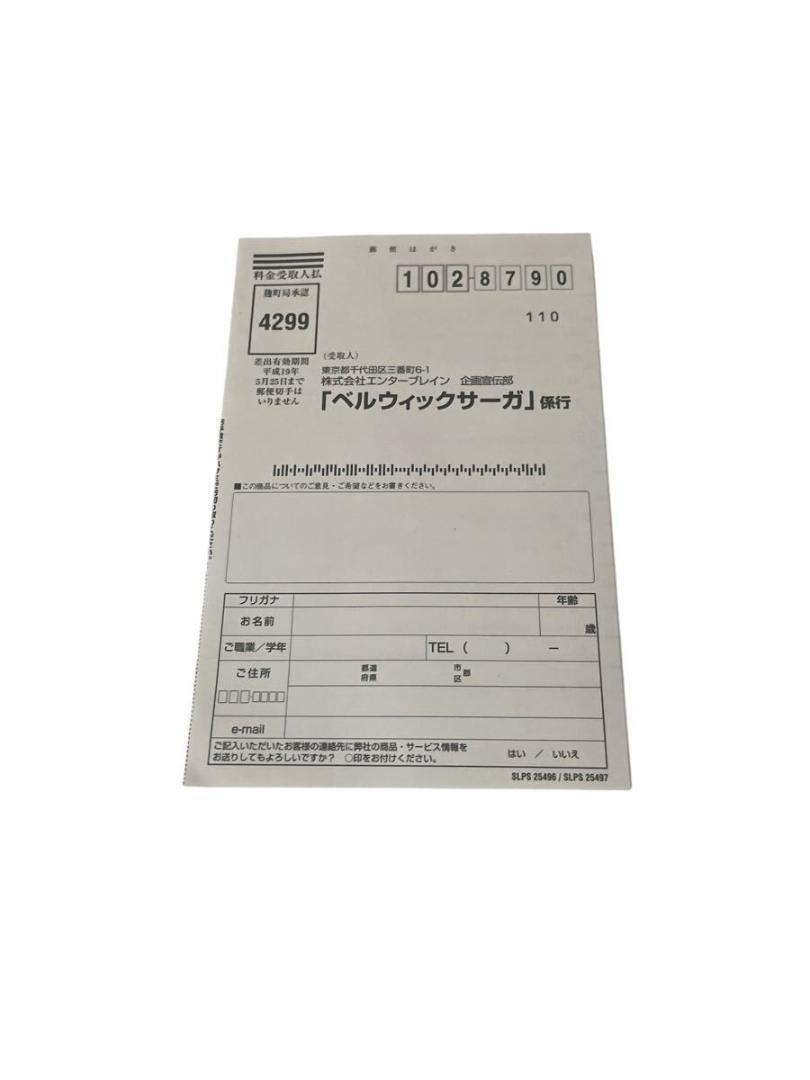 郵便はがき
料金受取人払
102-8790
麹町局承認
4299
110
差出有効期間
平成19年
5月25日まで
郵便切手は
いりません
(受取人)
東京都千代田区三番町6-1
株式会社エンターブレイン 企画宣伝部
「ベルウィックサーガ」係行
■この商品についてのご意見・ご希望などをお書きください。
フリガナ 年齢
お名前 歳
ご職業/学年 TEL ( ) −
ご住所 都道府県 市区郡
e-mail
ご記入いただいたお客様の連絡先に弊社の商品・サービス情報を
お送りしてもよろしいですか? ○印をお付けください。
はい / いいえ
SLPS 25496 / SLPS 25497